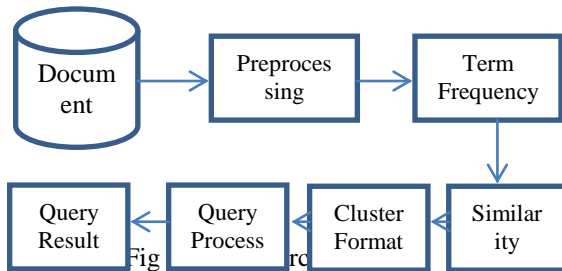 Docum
ent
Preproces
sing
Term
Frequency
Query
Result
Query
Process
Cluster
Format
Similar
ity
Fig